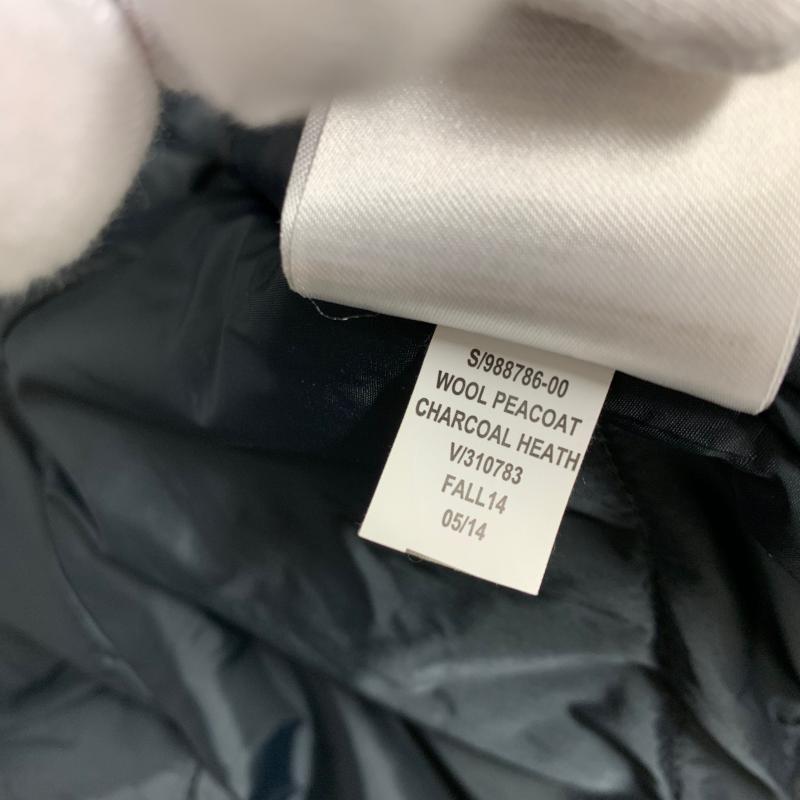 S/988786-00
WOOL PEACOAT
CHARCOAL HEATH
V/310783
FALL14
05/14